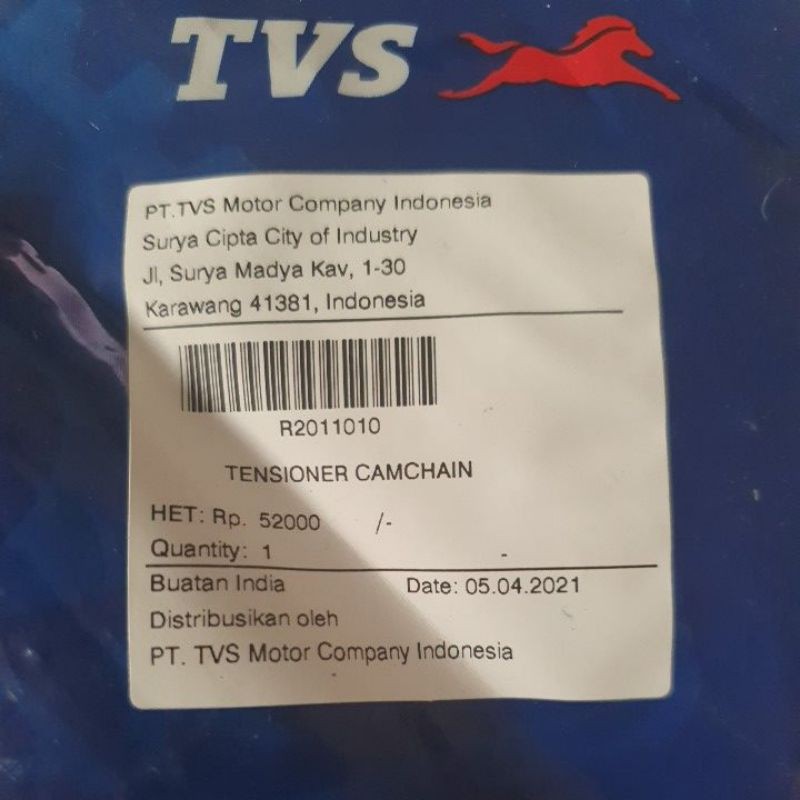 TVS
PT.TVS Motor Company Indonesia
Surya Cipta City of Industry
Jl, Surya Madya Kav, 1-30
Karawang 41381, Indonesia
R2011010
TENSIONER CAMCHAIN
HET: Rp. 52000 /-
Quantity: 1 -
Buatan India Date: 05.04.2021
Distribusikan oleh
PT. TVS Motor Company Indonesia